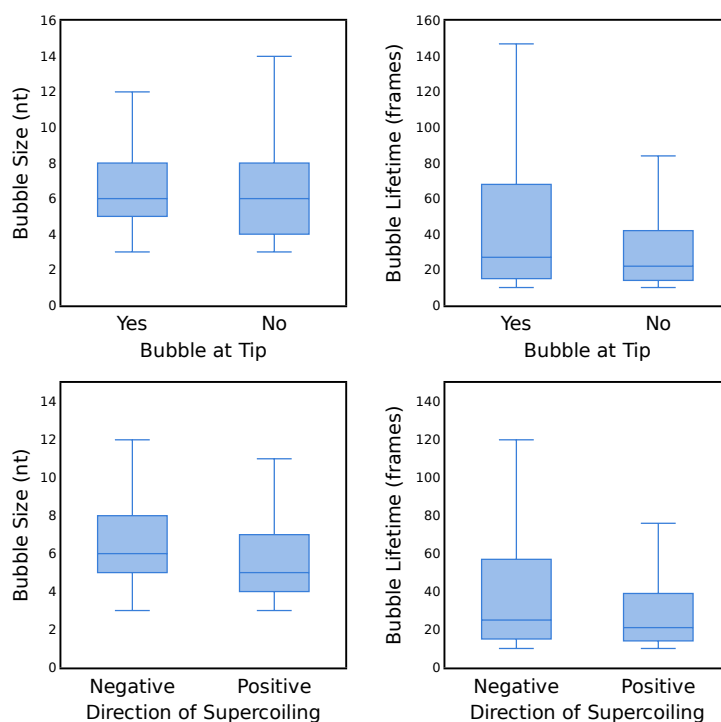 Bubble Size (nt)
16
14
12
10
8
6
4
2
0
Yes No
Bubble at Tip
Bubble Lifetime (frames)
160
140
120
100
80
60
40
20
0
Yes No
Bubble at Tip
Bubble Size (nt)
14
12
10
8
6
4
2
0
Negative Positive
Direction of Supercoiling
Bubble Lifetime (frames)
140
120
100
80
60
40
20
0
Negative Positive
Direction of Supercoiling